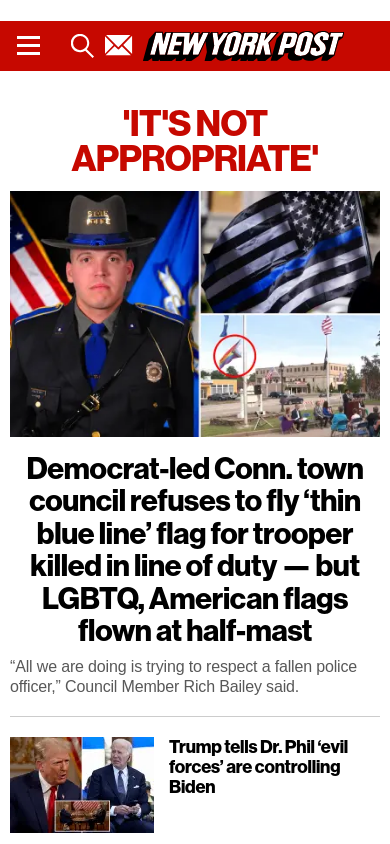 NEW YORK POST
'IT'S NOT
APPROPRIATE'
STATE
POLICE
Democrat-led Conn. town
council refuses to fly ‘thin
blue line’ flag for trooper
killed in line of duty — but
LGBTQ, American flags
flown at half-mast
“All we are doing is trying to respect a fallen police
officer,” Council Member Rich Bailey said.
Trump tells Dr. Phil ‘evil
forces’ are controlling
Biden